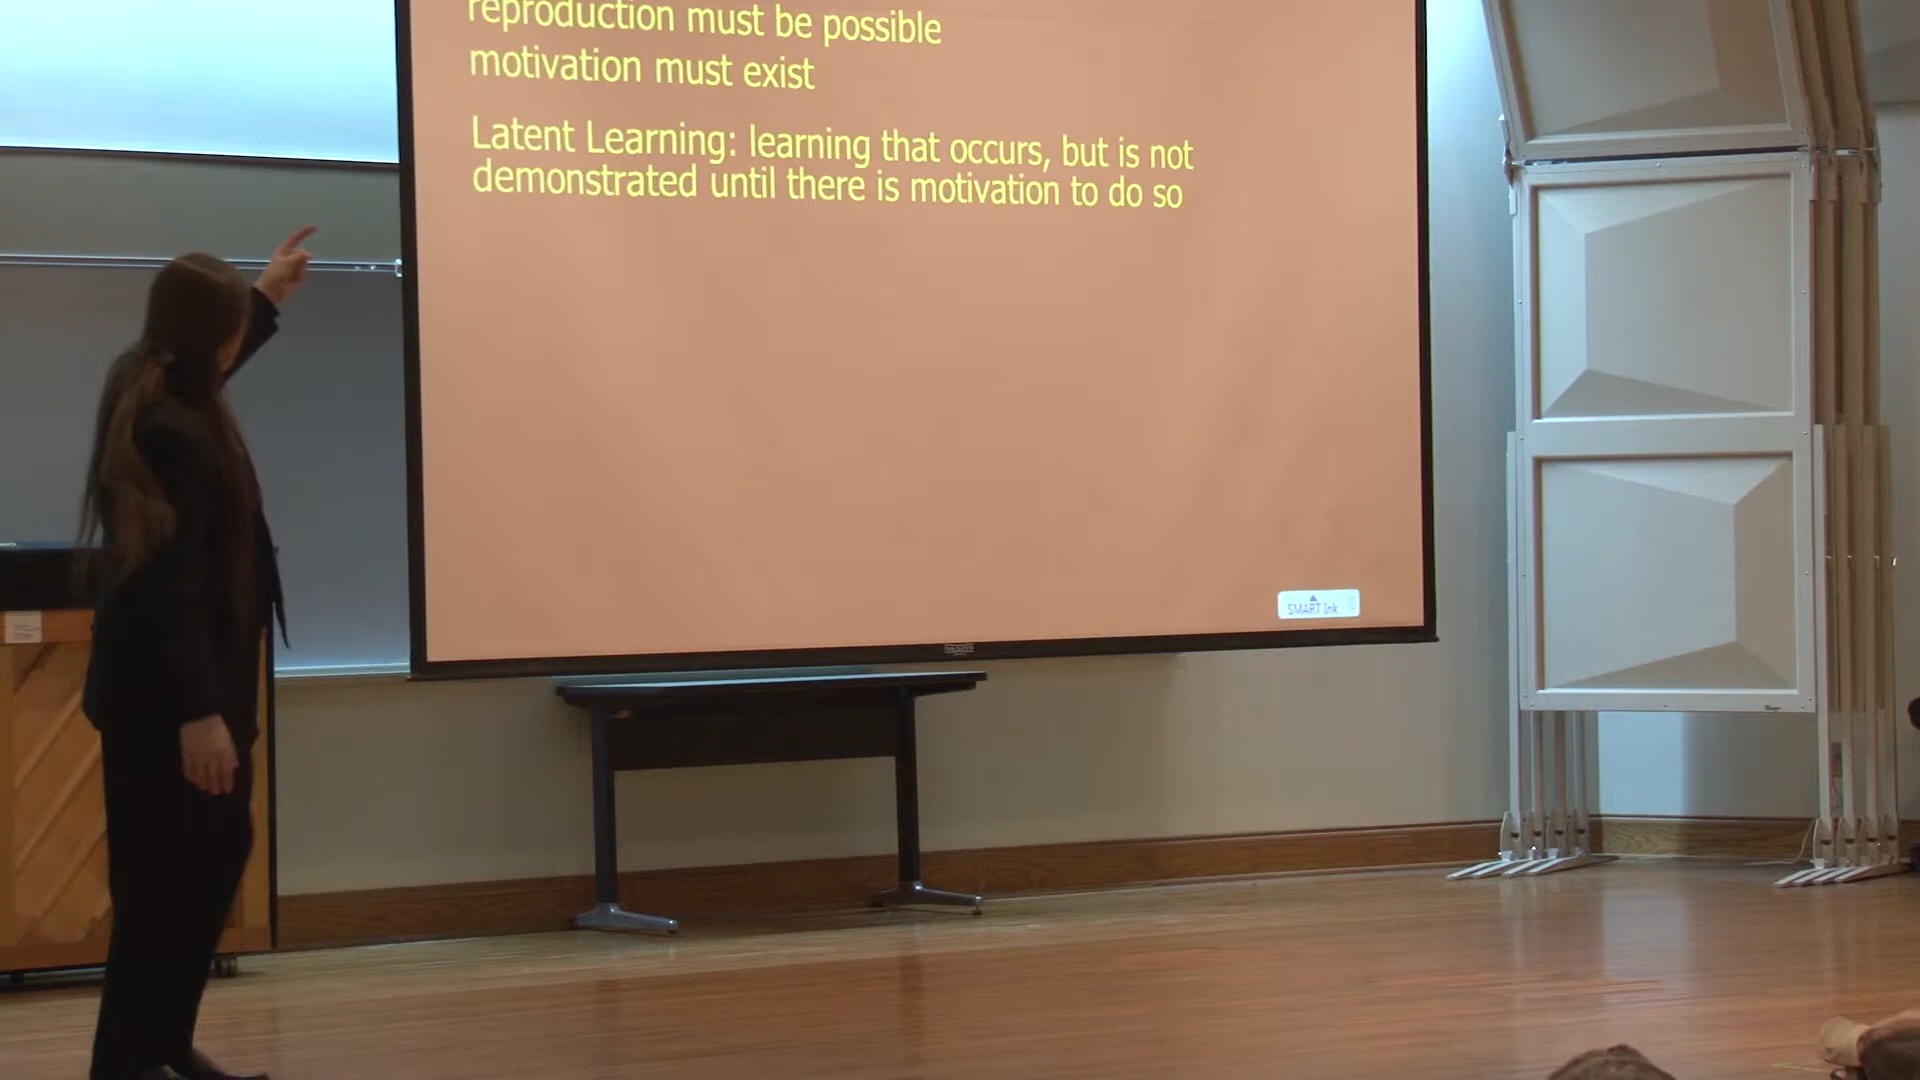 reproduction must be possible
motivation must exist
Latent Learning: learning that occurs, but is not
demonstrated until there is motivation to do so
SMART Ink